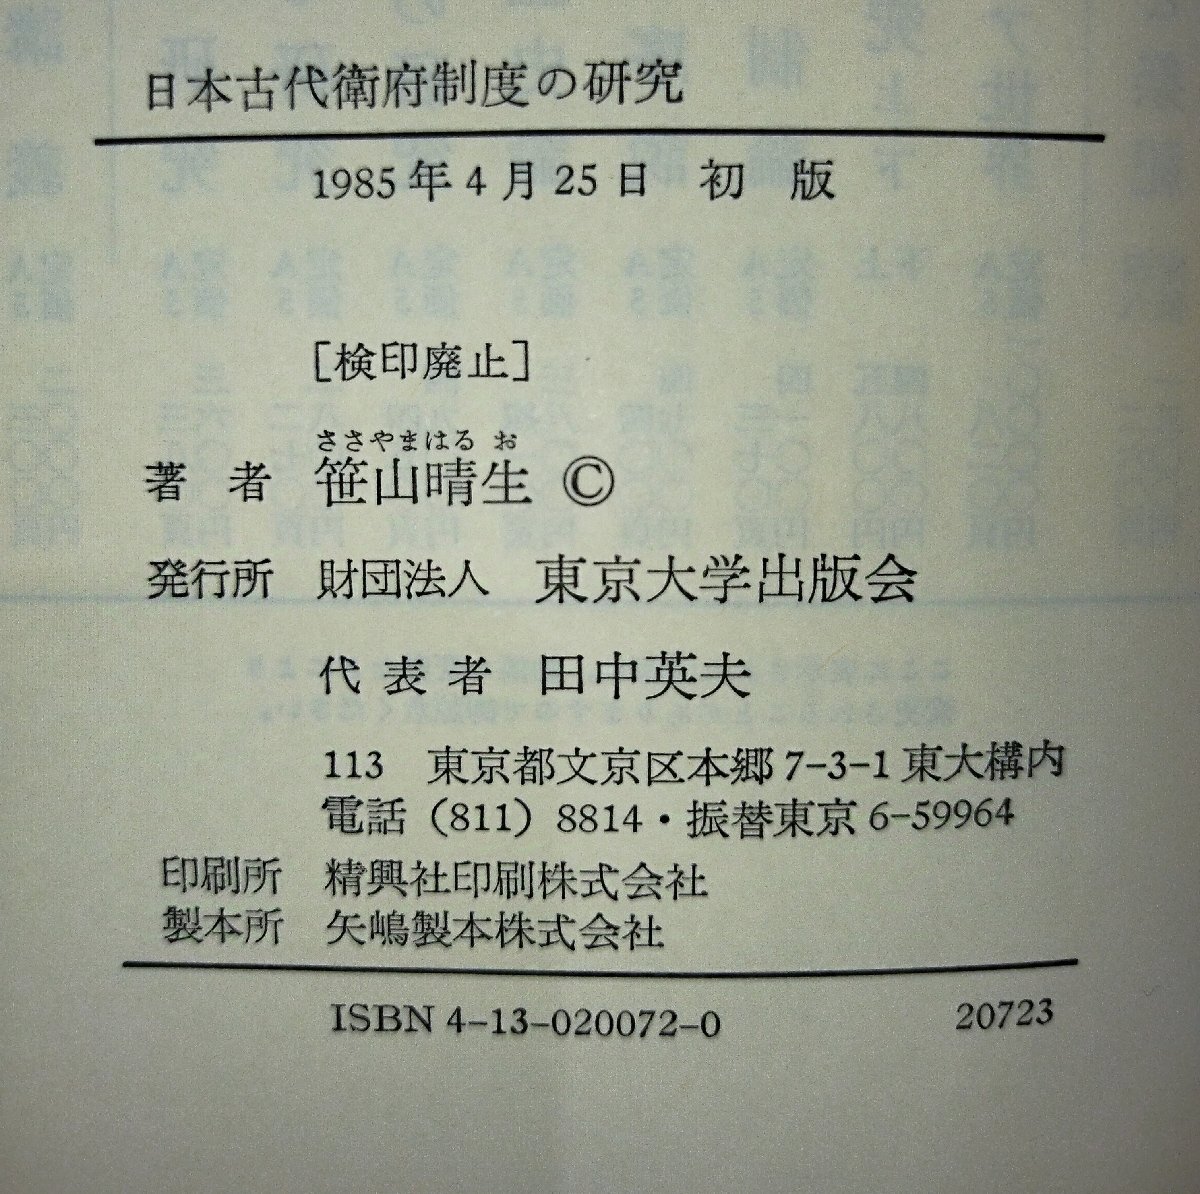 日本古代衛府制度の研究
1985年4月25日 初 版
[検印廃止]
ささやまはる お
著 者 笹山晴生 ©
発行所 財団法人 東京大学出版会
代表者 田中英夫
113 東京都文京区本郷7-3-1東大構内
電話 (811) 8814・振替東京6-59964
印刷所 精興社印刷株式会社
製本所 矢嶋製本株式会社
ISBN 4-13-020072-0 20723